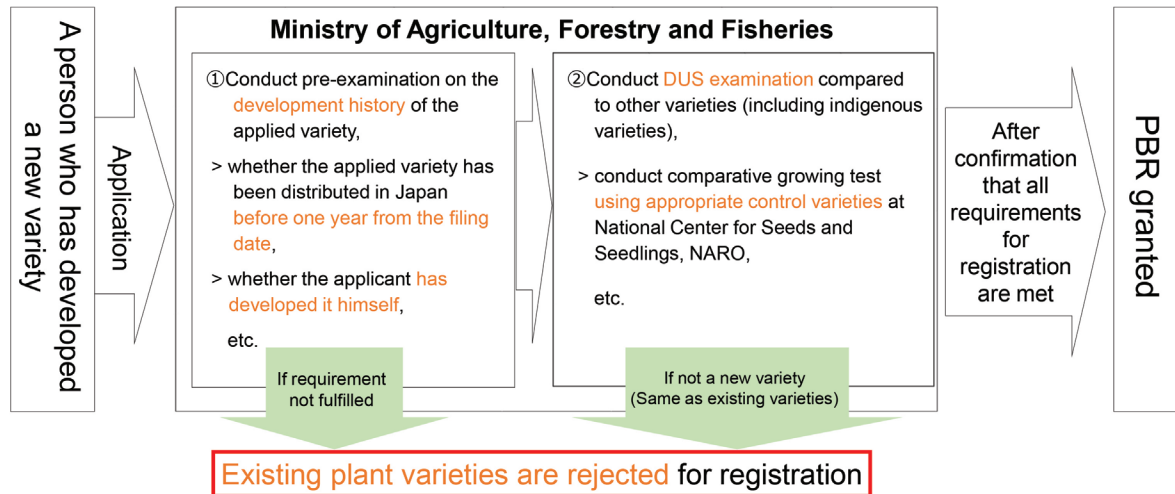 A person who has developed
a new variety
Application
Ministry of Agriculture, Forestry and Fisheries
①Conduct pre-examination on the
development history of the
applied variety,
> whether the applied variety has
been distributed in Japan
before one year from the filing
date,
> whether the applicant has
developed it himself,
etc.
②Conduct DUS examination compared
to other varieties (including indigenous
varieties),
> conduct comparative growing test
using appropriate control varieties at
National Center for Seeds and
Seedlings, NARO,
etc.
After
confirmation
that all
requirements
for
registration
are met
PBR granted
If requirement
not fulfilled
If not a new variety
(Same as existing varieties)
Existing plant varieties are rejected for registration